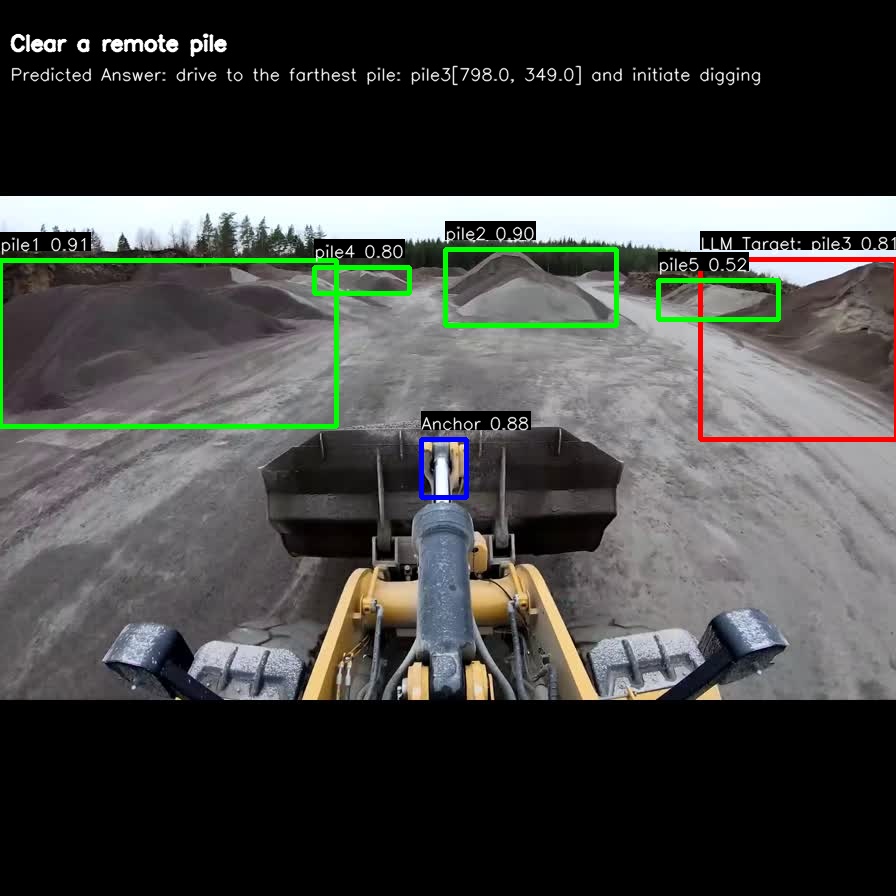 Clear a remote pile
Predicted Answer: drive to the farthest pile: pile3[798.0, 349.0] and initiate digging
pile1 0.91
pile4 0.80
pile2 0.90
pile5 0.52
LLM Target: pile3 0.81
Anchor 0.88